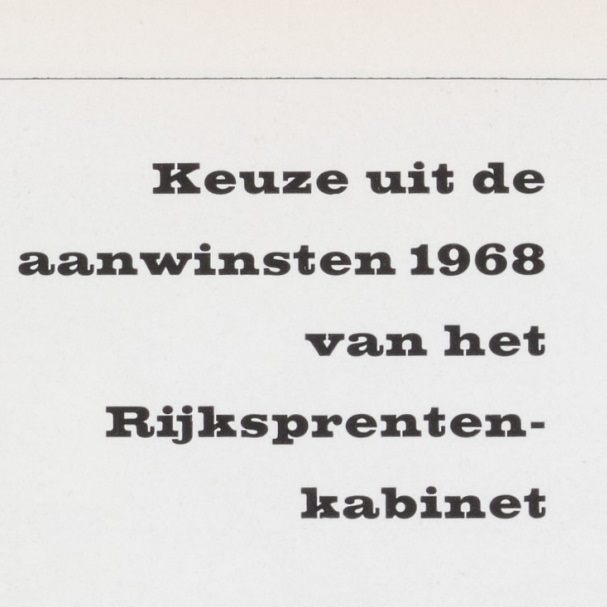 Keuze uit de
aanwinsten 1968
van het
Rijksprenten-
kabinet